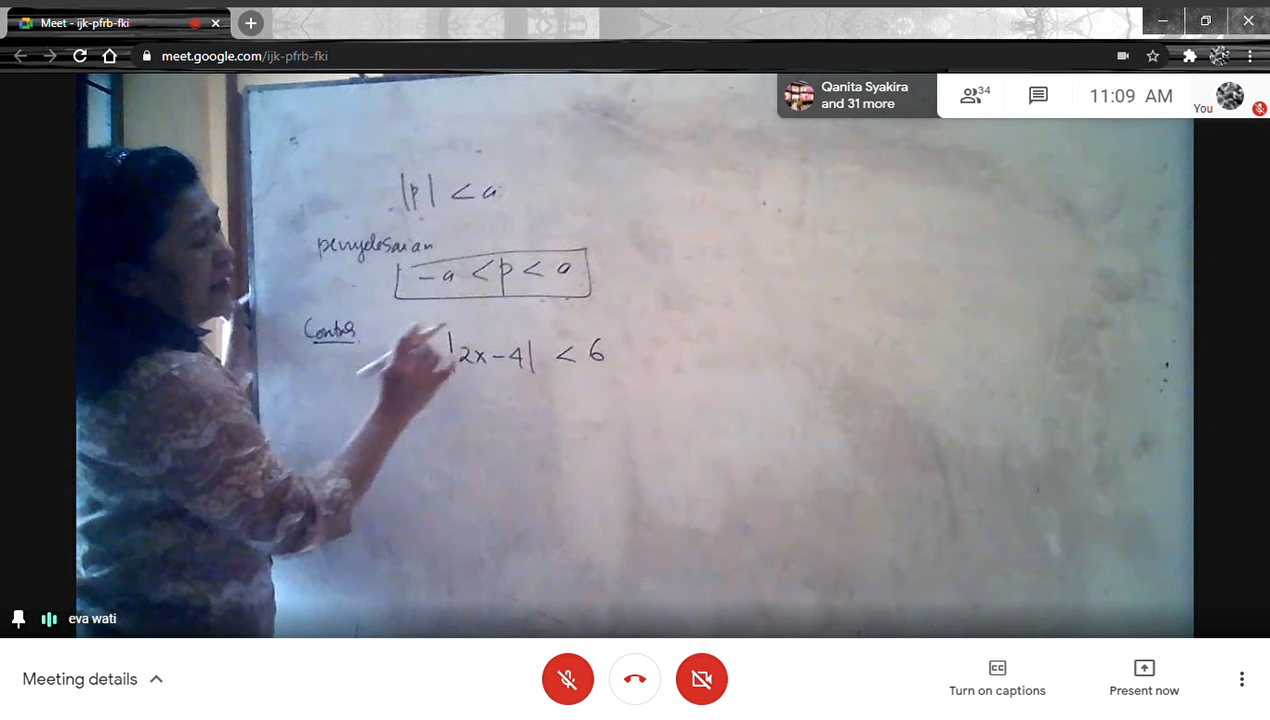 Meet - ijk-pfrb-fki
meet.google.com/ijk-pfrb-fki
Qanita Syakira
and 31 more
34
11:09 AM
You
|p| < a
penyelesaian
-a < p < a
Contoh
|2x-4| < 6
eva wati
Meeting details
Turn on captions
Present now